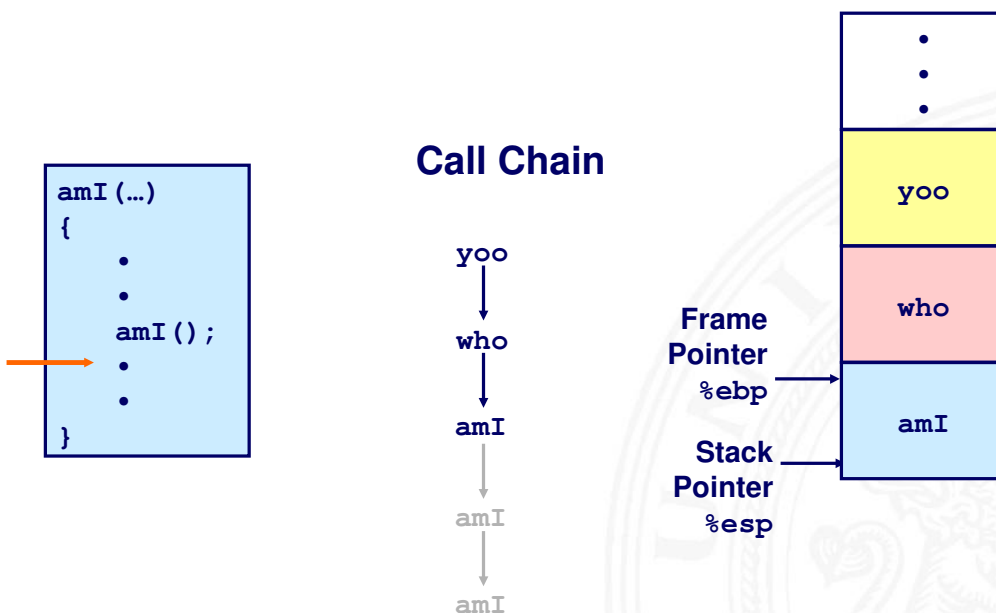 Call Chain
amI(…)
{
•
•
amI();
•
•
}
yoo
who
amI
amI
amI
Frame
Pointer
%ebp
Stack
Pointer
%esp
•
•
•
yoo
who
amI